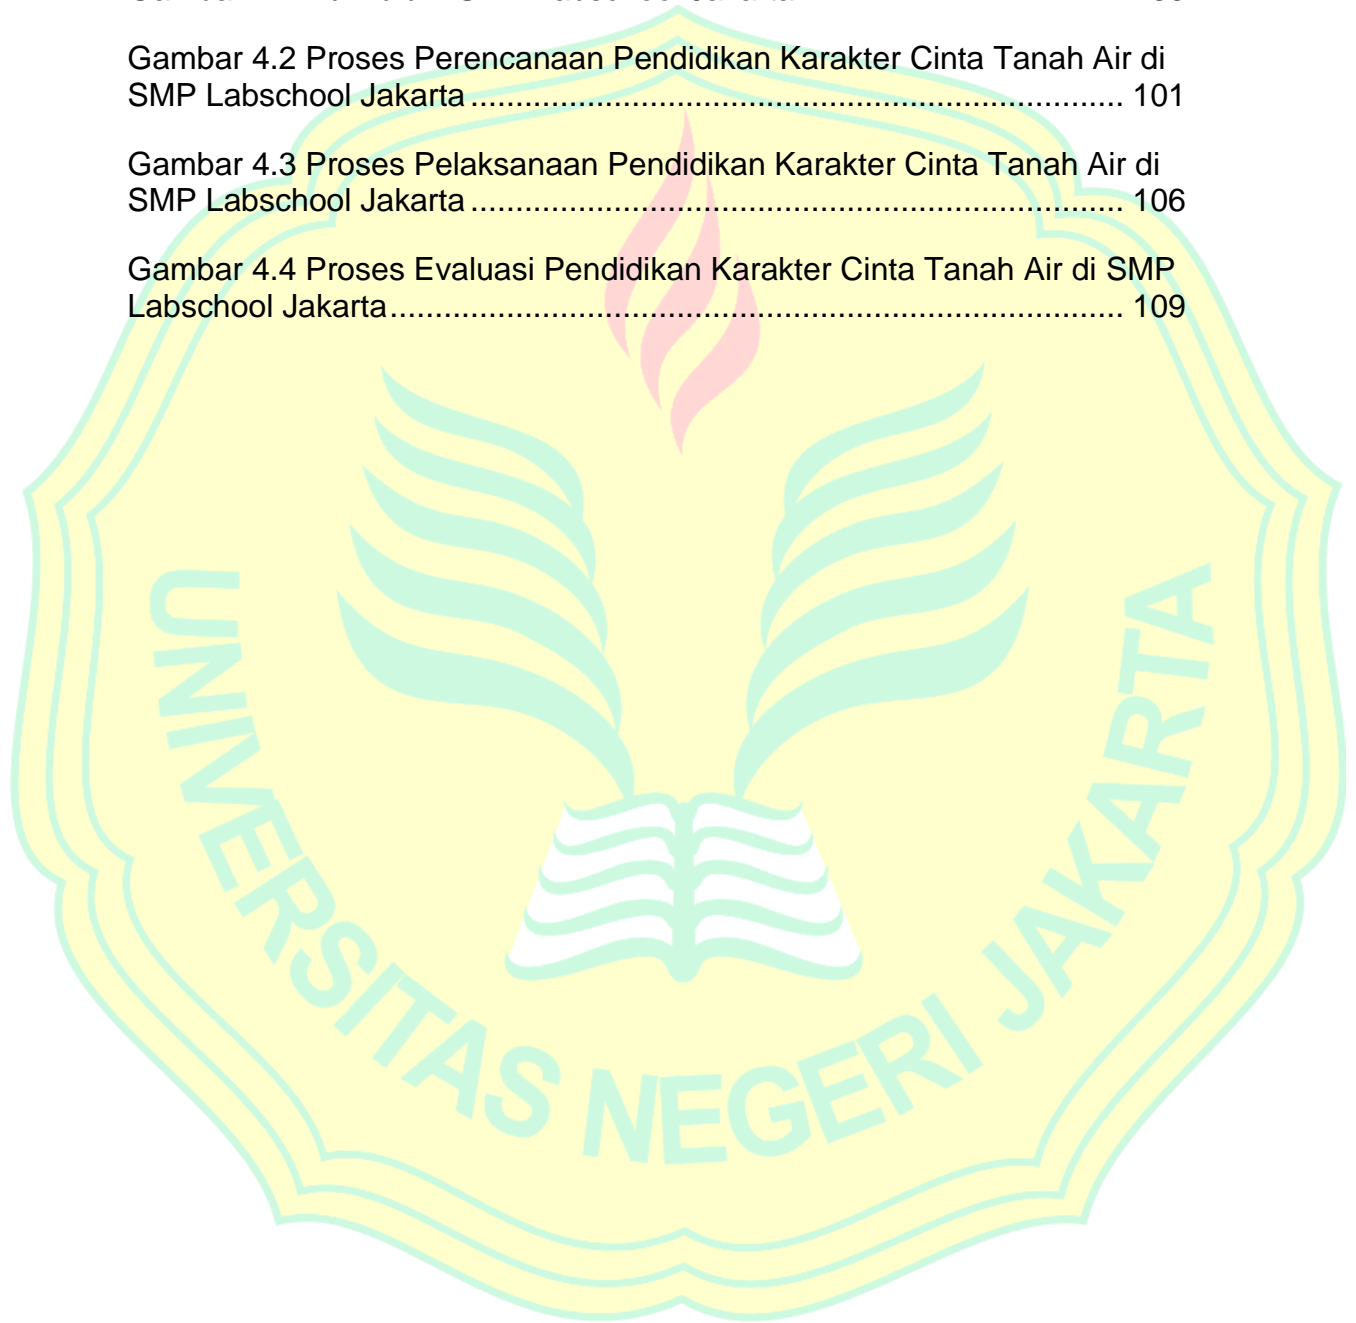 Gambar 4.2 Proses Perencanaan Pendidikan Karakter Cinta Tanah Air di
SMP Labschool Jakarta ........................................................................ 101
Gambar 4.3 Proses Pelaksanaan Pendidikan Karakter Cinta Tanah Air di
SMP Labschool Jakarta ........................................................................ 106
Gambar 4.4 Proses Evaluasi Pendidikan Karakter Cinta Tanah Air di SMP
Labschool Jakarta ................................................................................. 109
UNIVERSITAS NEGERI JAKARTA